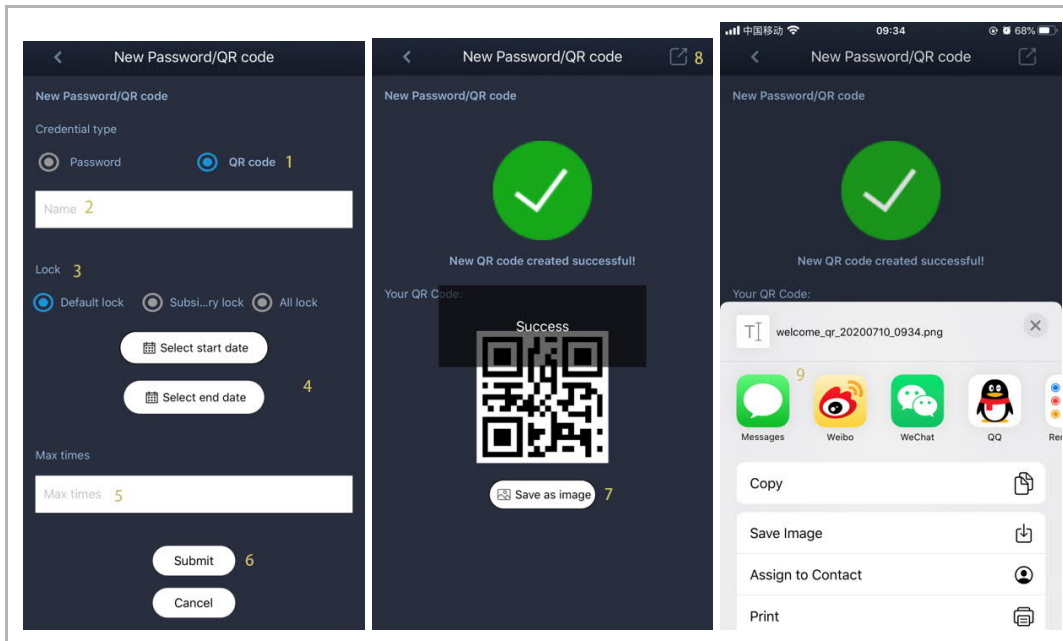 New Password/QR code
New Password/QR code
Credential type
Password QR code 1
Name 2
Lock 3
Default lock Subsi...ry lock All lock
Select start date
Select end date 4
Max times
Max times 5
Submit 6
Cancel
New Password/QR code 8
New Password/QR code
New QR code created successful!
Your QR Code:
Success
Save as image 7
中国移动 09:34 68%
New Password/QR code
New Password/QR code
New QR code created successful!
Your QR Code:
welcome_qr_20200710_0934.png
9
Messages Weibo WeChat QQ Rer
Copy
Save Image
Assign to Contact
Print